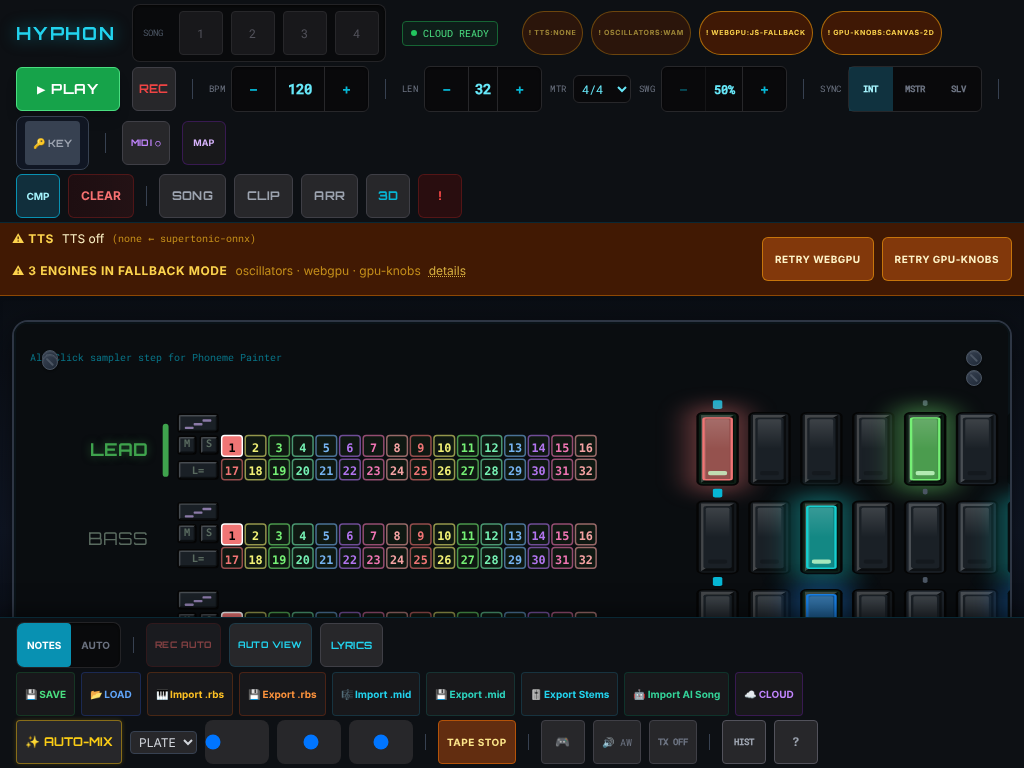 HYPHON SONG 1 2 3 4 CLOUD READY ! TTS:NONE ! OSCILLATORS:WAM ! WEBGPU:JS-FALLBACK ! GPU-KNOBS:CANVAS-2D
▶ PLAY REC BPM − 120 + LEN − 32 + MTR 4/4 SWG − 50% + SYNC INT MSTR SLV
🔑 KEY MIDI ○ MAP
CMP CLEAR SONG CLIP ARR 3D !
⚠ TTS TTS off (none ← supertonic-onnx)
⚠ 3 ENGINES IN FALLBACK MODE oscillators · webgpu · gpu-knobs details
RETRY WEBGPU RETRY GPU-KNOBS
Click sampler step for Phoneme Painter
LEAD M S L=
1 2 3 4 5 6 7 8 9 10 11 12 13 14 15 16
17 18 19 20 21 22 23 24 25 26 27 28 29 30 31 32
BASS M S L=
1 2 3 4 5 6 7 8 9 10 11 12 13 14 15 16
17 18 19 20 21 22 23 24 25 26 27 28 29 30 31 32
NOTES AUTO REC AUTO AUTO VIEW LYRICS
💾 SAVE 📂 LOAD 🎹 Import .rbs 💾 Export .rbs 🎼 Import .mid 💾 Export .mid 🎚 Export Stems 🤖 Import AI Song ☁️ CLOUD
✨ AUTO-MIX PLATE TAPE STOP 🎮 🔊 AW TX OFF HIST ?